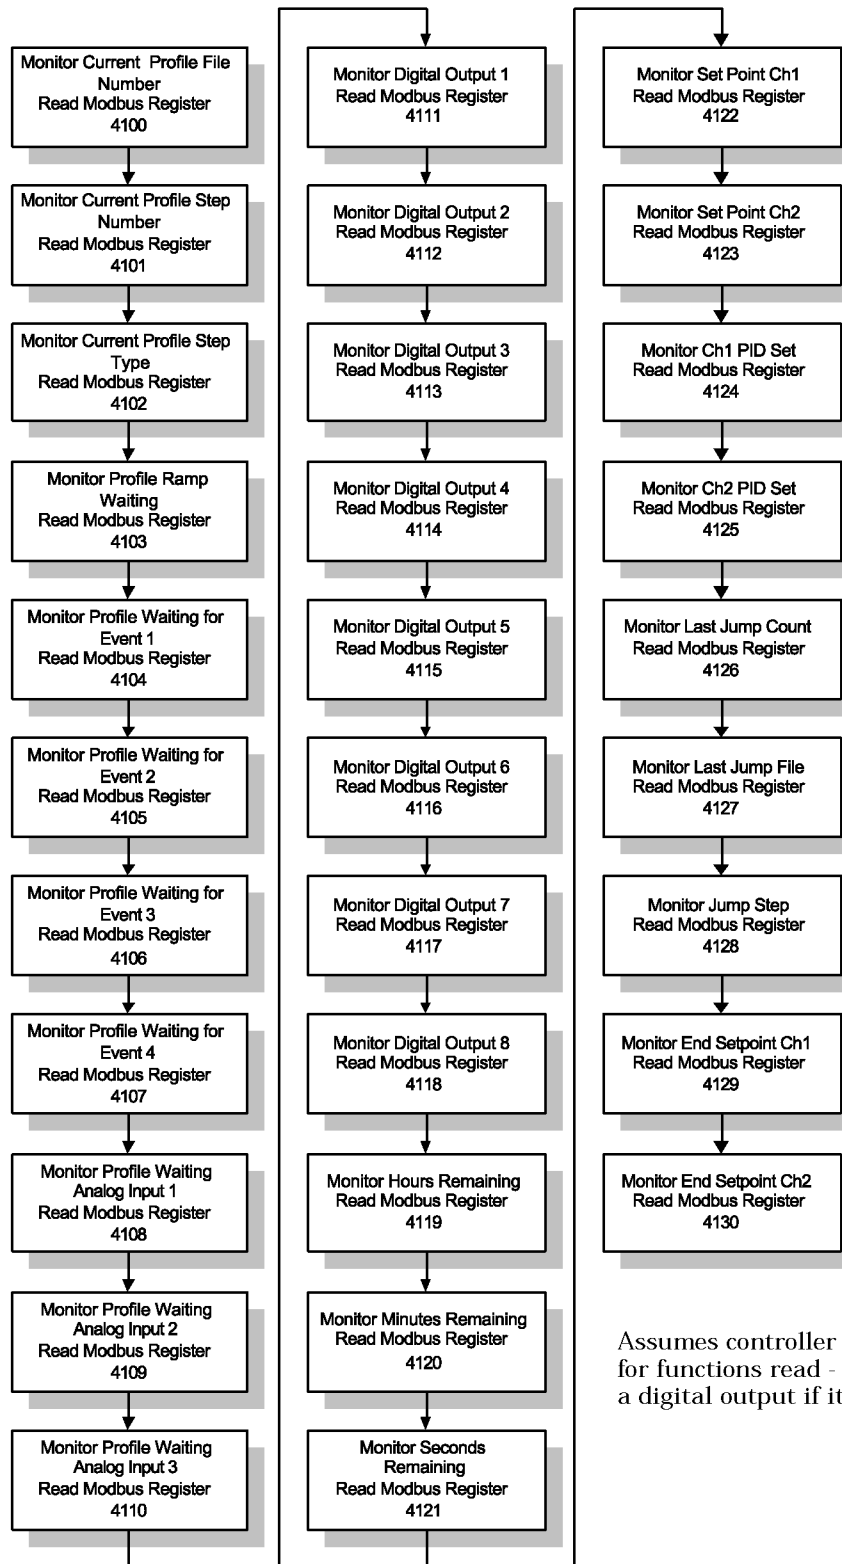 Monitor Current Profile File
Number
Read Modbus Register
4100
Monitor Current Profile Step
Number
Read Modbus Register
4101
Monitor Current Profile Step
Type
Read Modbus Register
4102
Monitor Profile Ramp
Waiting
Read Modbus Register
4103
Monitor Profile Waiting for
Event 1
Read Modbus Register
4104
Monitor Profile Waiting for
Event 2
Read Modbus Register
4105
Monitor Profile Waiting for
Event 3
Read Modbus Register
4106
Monitor Profile Waiting for
Event 4
Read Modbus Register
4107
Monitor Profile Waiting
Analog Input 1
Read Modbus Register
4108
Monitor Profile Waiting
Analog Input 2
Read Modbus Register
4109
Monitor Profile Waiting
Analog Input 3
Read Modbus Register
4110
Monitor Digital Output 1
Read Modbus Register
4111
Monitor Digital Output 2
Read Modbus Register
4112
Monitor Digital Output 3
Read Modbus Register
4113
Monitor Digital Output 4
Read Modbus Register
4114
Monitor Digital Output 5
Read Modbus Register
4115
Monitor Digital Output 6
Read Modbus Register
4116
Monitor Digital Output 7
Read Modbus Register
4117
Monitor Digital Output 8
Read Modbus Register
4118
Monitor Hours Remaining
Read Modbus Register
4119
Monitor Minutes Remaining
Read Modbus Register
4120
Monitor Seconds
Remaining
Read Modbus Register
4121
Monitor Set Point Ch1
Read Modbus Register
4122
Monitor Set Point Ch2
Read Modbus Register
4123
Monitor Ch1 PID Set
Read Modbus Register
4124
Monitor Ch2 PID Set
Read Modbus Register
4125
Monitor Last Jump Count
Read Modbus Register
4126
Monitor Last Jump File
Read Modbus Register
4127
Monitor Jump Step
Read Modbus Register
4128
Monitor End Setpoint Ch1
Read Modbus Register
4129
Monitor End Setpoint Ch2
Read Modbus Register
4130
Assumes controller
for functions read -
a digital output if it